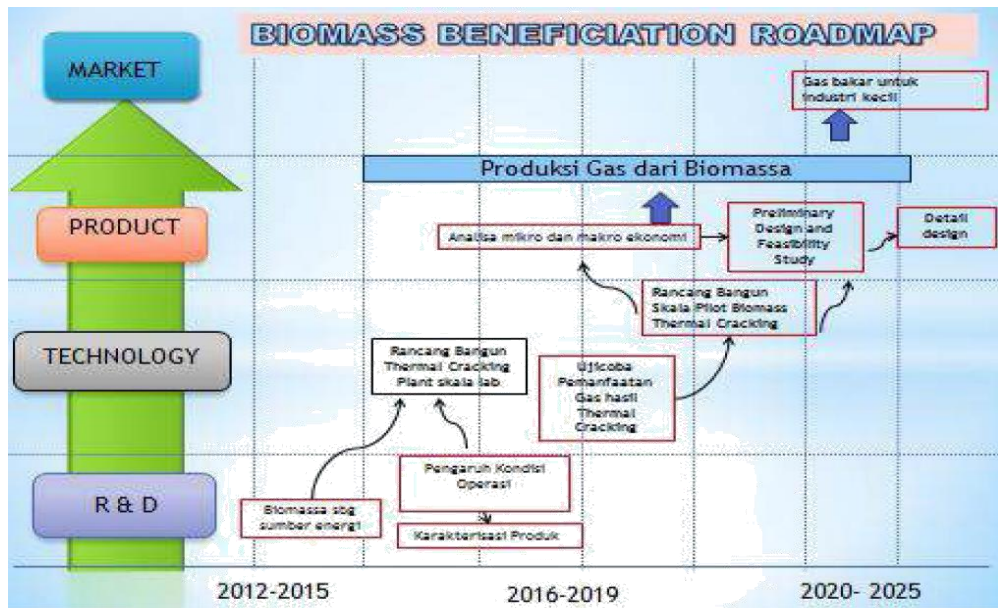 BIOMASS BENEFICIATION ROADMAP
MARKET
Gas bakar untuk
industri kecil
Produksi Gas dari Biomassa
PRODUCT
Analisa mikro dan makro ekonomi
Preliminary
Design and
Feasibility
Study
Detail
design
Rancang Bangun
Skala Pilot Biomass
Thermal Cracking
TECHNOLOGY
Rancang Bangun
Thermal Cracking
Plant skala lab
Ujicoba
Pemanfaatan
Gas hasil
Thermal
Cracking
R & D
Biomassa sbg
sumber energi
Pengaruh Kondisi
Operasi
Karakterisasi Produk
2012-2015
2016-2019
2020- 2025